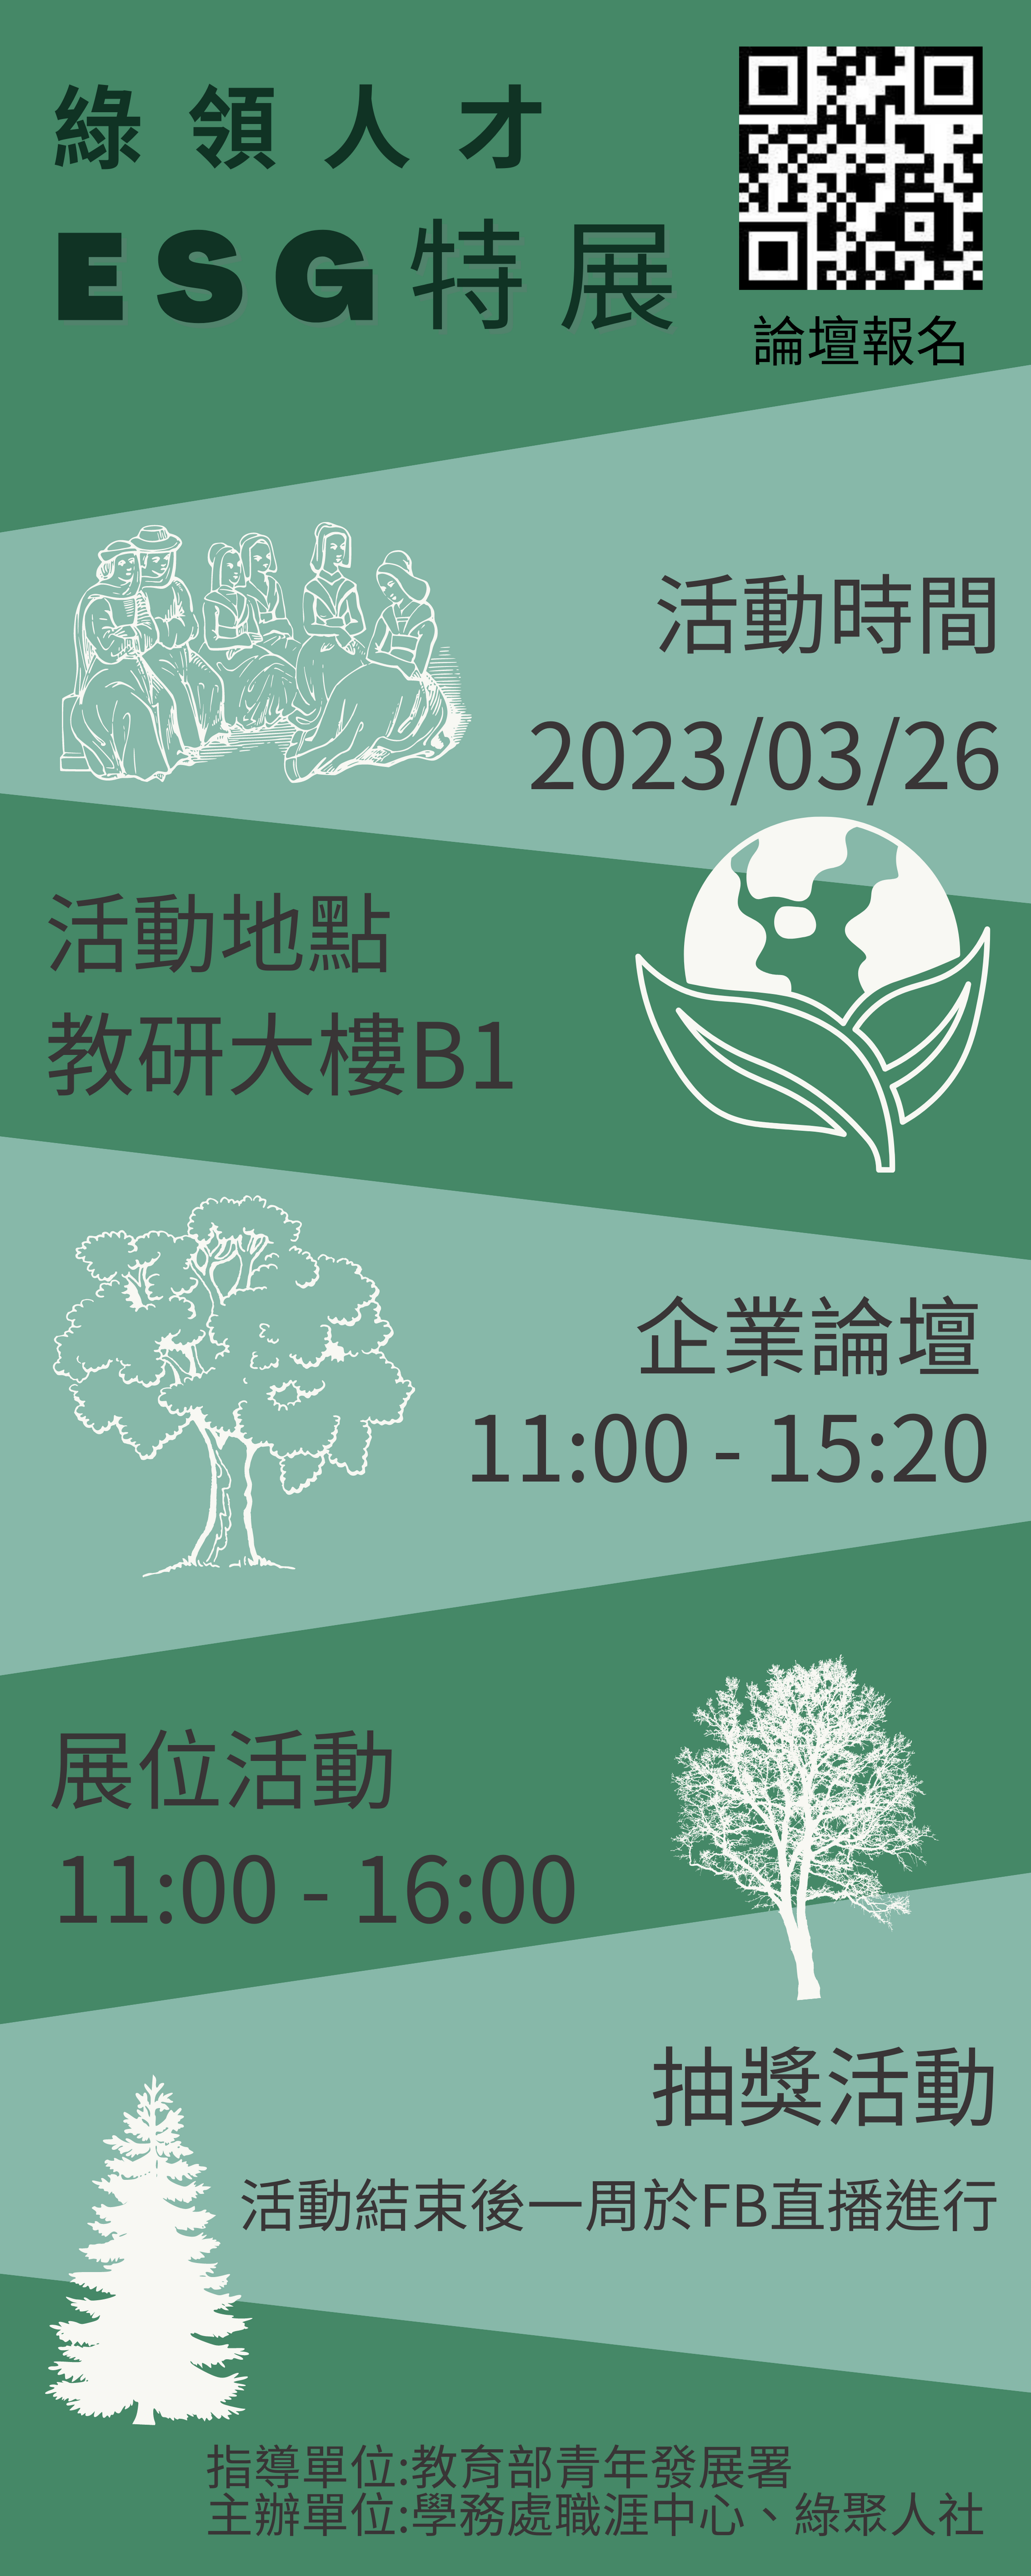 綠領人才
ESG特展
論壇報名
活動時間
2023/03/26
活動地點
教研大樓B1
企業論壇
11:00 - 15:20
展位活動
11:00 - 16:00
抽獎活動
活動結束後一周於FB直播進行
指導單位:教育部青年發展署
主辦單位:學務處職涯中心、綠聚人社